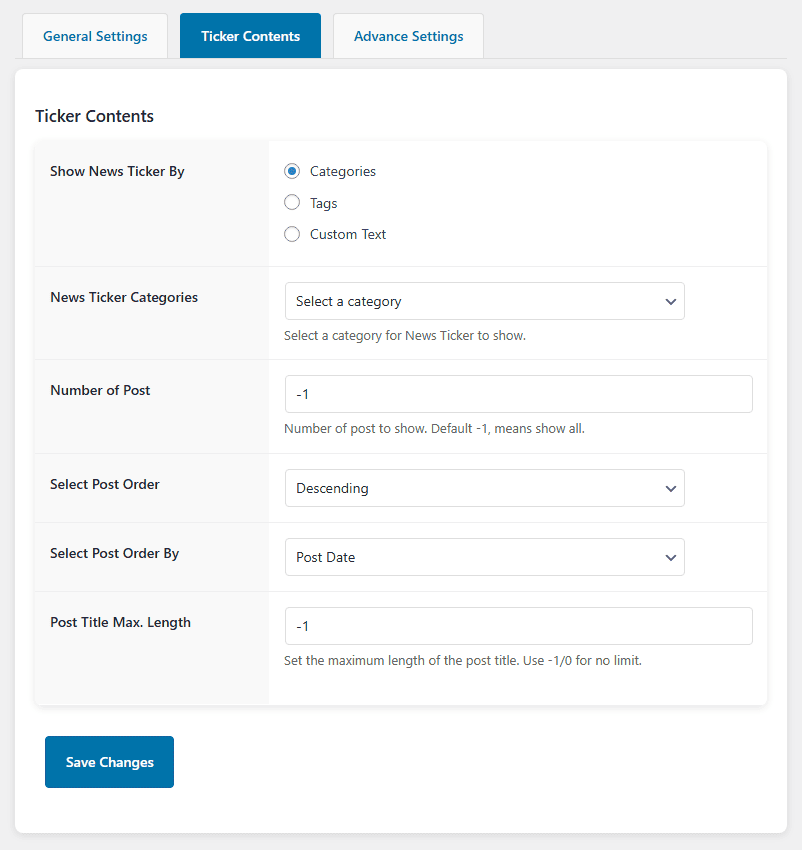 General Settings
Ticker Contents
Advance Settings
Ticker Contents
Show News Ticker By
Categories
Tags
Custom Text
News Ticker Categories
Select a category
Select a category for News Ticker to show.
Number of Post
-1
Number of post to show. Default -1, means show all.
Select Post Order
Descending
Select Post Order By
Post Date
Post Title Max. Length
-1
Set the maximum length of the post title. Use -1/0 for no limit.
Save Changes